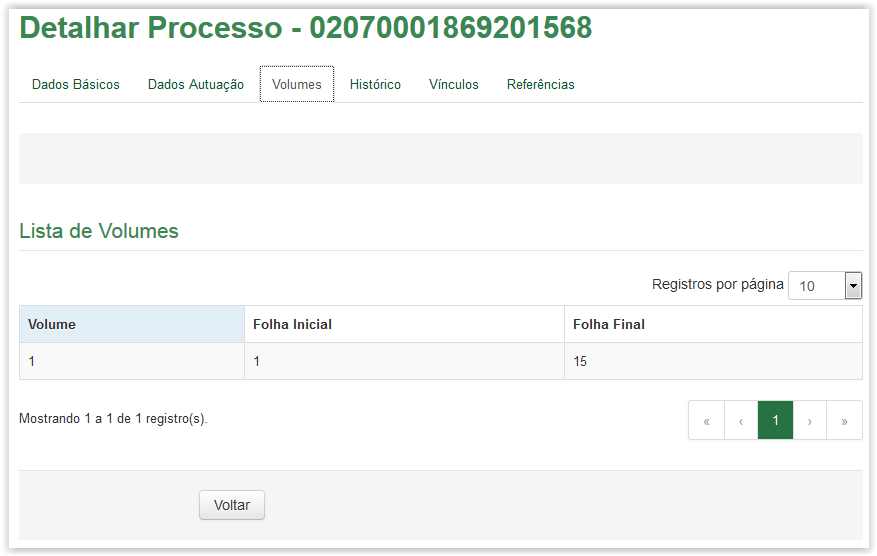 Detalhar Processo - 02070001869201568
Dados Básicos Dados Autuação Volumes Histórico Vínculos Referências
Lista de Volumes
Registros por página 10
Volume Folha Inicial Folha Final
1 1 15
Mostrando 1 a 1 de 1 registro(s).
« ‹ 1 › »
Voltar